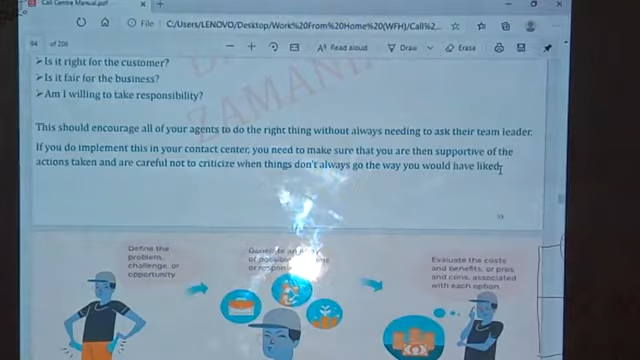 Call Center Manual.pdf
File C:/Users/LENOVO/Desktop/Work%20From%20Home%20(WFH)/Call%2...
94 of 206
Read aloud Draw Erase
➤ Is it right for the customer?
➤ Is it fair for the business?
➤ Am I willing to take responsibility?
ZAMANI
This should encourage all of your agents to do the right thing without always needing to ask their team leader.
If you do implement this in your contact center, you need to make sure that you are then supportive of the
actions taken and are careful not to criticize when things don't always go the way you would have liked.
Define the
problem,
challenge, or
opportunity
of
or
Evaluate the costs
and benefits, or pros
and cons, associated
with each option